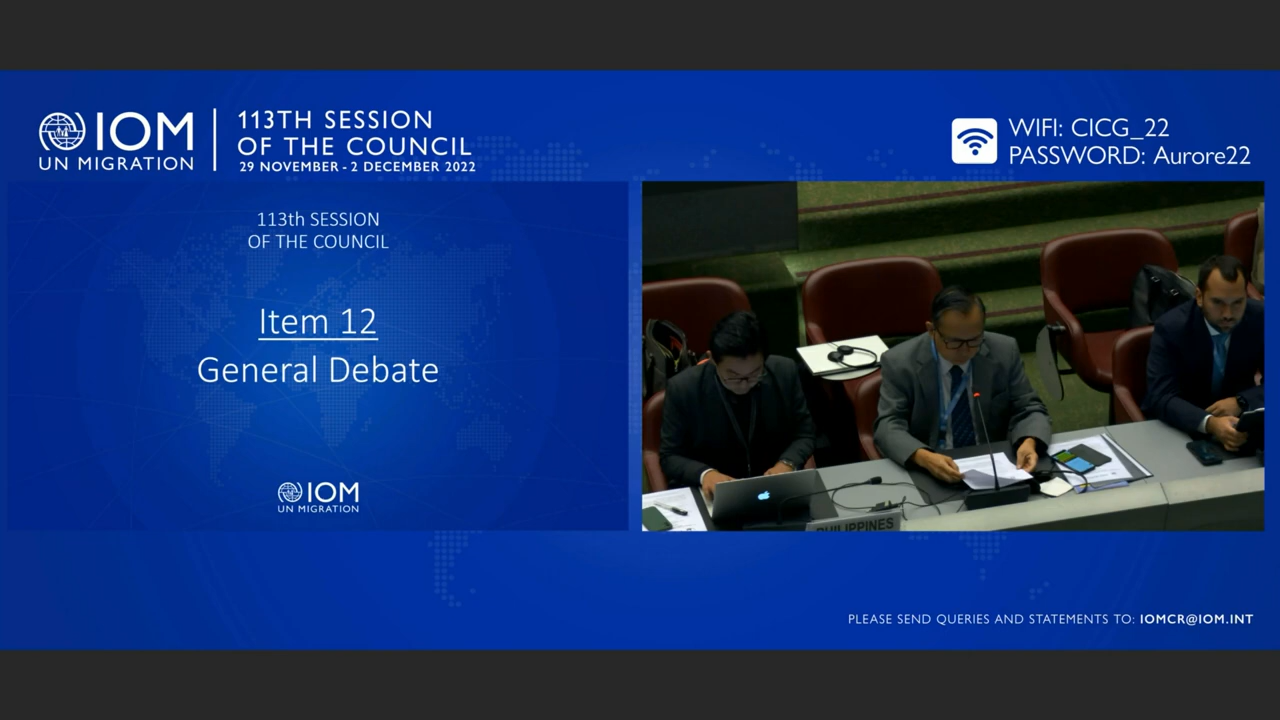 IOM
UN MIGRATION
113TH SESSION
OF THE COUNCIL
29 NOVEMBER - 2 DECEMBER 2022
WIFI: CICG_22
PASSWORD: Aurore22
113th SESSION
OF THE COUNCIL
Item 12
General Debate
IOM
UN MIGRATION
PHILIPPINES
PLEASE SEND QUERIES AND STATEMENTS TO: IOMCR@IOM.INT